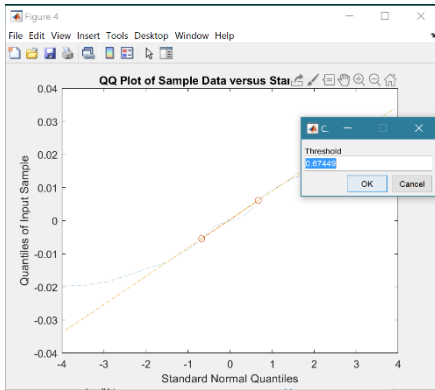 Figure 4
File Edit View Insert Tools Desktop Window Help
QQ Plot of Sample Data versus Star
0.04
0.03
0.02
0.01
0
-0.01
-0.02
-0.03
-0.04
-4 -3 -2 -1 0 1 2 3 4
Quantiles of Input Sample
Standard Normal Quantiles
C.
Threshold
0.67449
OK Cancel